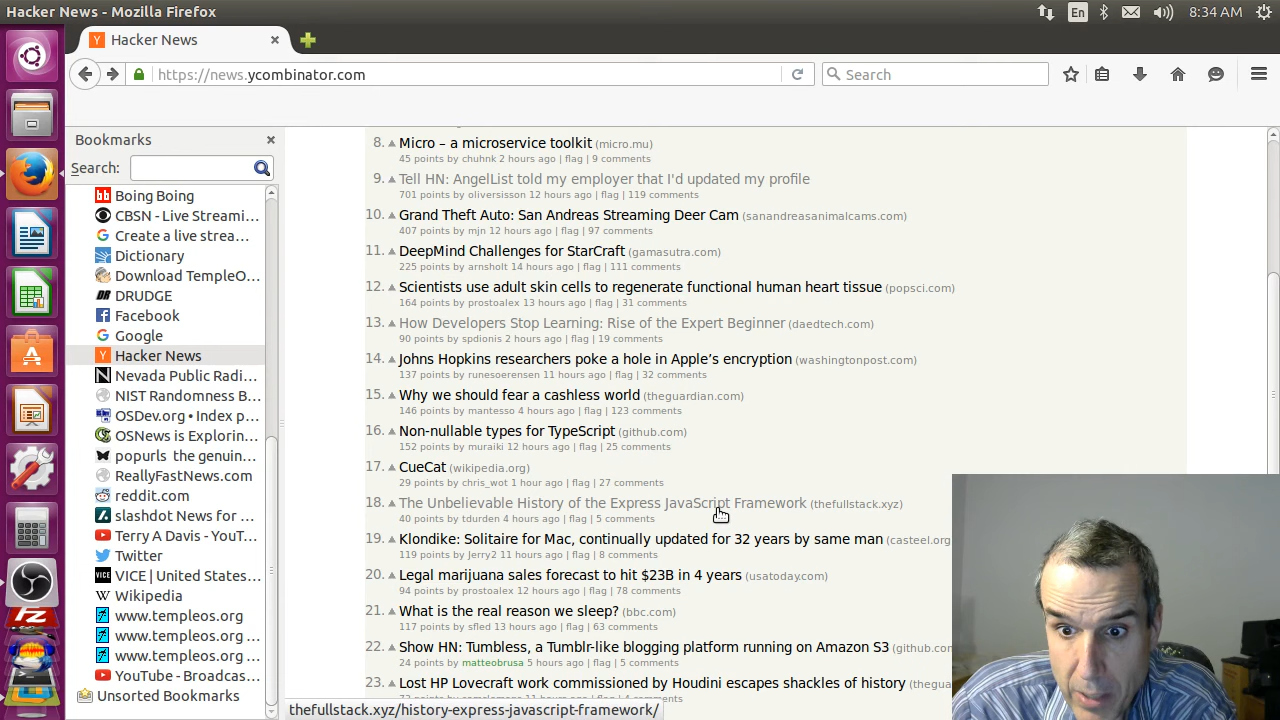 Hacker News - Mozilla Firefox
En
8:34 AM
Hacker News
https://news.ycombinator.com
Search
Bookmarks
Search:
Boing Boing
CBSN - Live Streami...
Create a live strea...
Dictionary
Download TempleO...
DRUDGE
Facebook
Google
Hacker News
Nevada Public Radi...
NIST Randomness B...
OSDev.org • Index p...
OSNews is Explorin...
popurls the genuin...
ReallyFastNews.com
reddit.com
slashdot News for ...
Terry A Davis - YouT...
Twitter
VICE | United States...
Wikipedia
www.templeos.org
www.templeos.org ...
www.templeos.org ...
YouTube - Broadcas...
Unsorted Bookmarks
8. Micro – a microservice toolkit (micro.mu)
45 points by chuhnk 2 hours ago | flag | 9 comments
9. Tell HN: AngelList told my employer that I'd updated my profile
701 points by oliversisson 12 hours ago | flag | 119 comments
10. Grand Theft Auto: San Andreas Streaming Deer Cam (sanandreasanimalcams.com)
407 points by mjn 12 hours ago | flag | 97 comments
11. DeepMind Challenges for StarCraft (gamasutra.com)
225 points by arnsholt 14 hours ago | flag | 111 comments
12. Scientists use adult skin cells to regenerate functional human heart tissue (popsci.com)
164 points by prostoalex 13 hours ago | flag | 31 comments
13. How Developers Stop Learning: Rise of the Expert Beginner (daedtech.com)
90 points by spdionis 2 hours ago | flag | 19 comments
14. Johns Hopkins researchers poke a hole in Apple’s encryption (washingtonpost.com)
137 points by runesoerensen 11 hours ago | flag | 32 comments
15. Why we should fear a cashless world (theguardian.com)
146 points by mantesso 4 hours ago | flag | 123 comments
16. Non-nullable types for TypeScript (github.com)
152 points by muraiki 12 hours ago | flag | 25 comments
17. CueCat (wikipedia.org)
29 points by chris_wot 1 hour ago | flag | 27 comments
18. The Unbelievable History of the Express JavaScript Framework (thefullstack.xyz)
40 points by tdurden 4 hours ago | flag | 5 comments
19. Klondike: Solitaire for Mac, continually updated for 32 years by same man (casteel.org
119 points by Jerry2 11 hours ago | flag | 8 comments
20. Legal marijuana sales forecast to hit $23B in 4 years (usatoday.com)
94 points by prostoalex 12 hours ago | flag | 78 comments
21. What is the real reason we sleep? (bbc.com)
117 points by sfled 13 hours ago | flag | 63 comments
22. Show HN: Tumbless, a Tumblr-like blogging platform running on Amazon S3 (github.com
24 points by matteobrusa 5 hours ago | flag | 5 comments
23. Lost HP Lovecraft work commissioned by Houdini escapes shackles of history (thegua
thefullstack.xyz/history-express-javascript-framework/